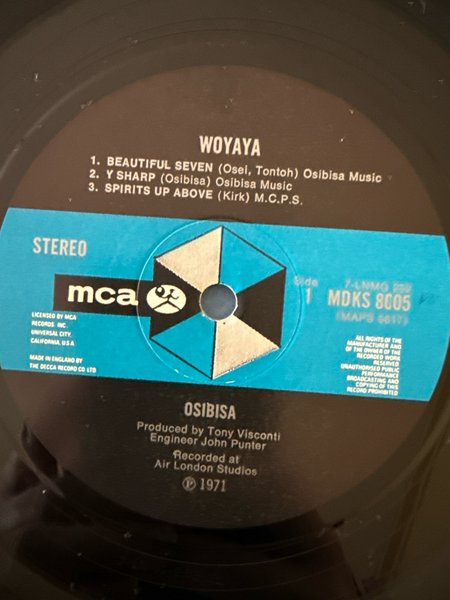 WOYAYA
1. BEAUTIFUL SEVEN (Osei, Tontoh) Osibisa Music
2. Y SHARP (Osibisa) Osibisa Music
3. SPIRITS UP ABOVE (Kirk) M.C.P.S.
STEREO
mca
Side
1
MDKS 8005
(MAPS 5617)
LICENSED BY MCA
RECORDS. INC.
UNIVERSAL CITY.
CALIFORNIA, U.S.A
MADE IN ENGLAND BY
THE DECCA RECORD CO LTD
ALL RIGHTS OF THE
MANUFACTURER AND
OF THE OWNER OF THE
RECORDED WORK
RESERVED
UNAUTHORISED PUBLIC
PERFORMANCE
BROADCASTING AND
COPYING OF THIS
RECORD PROHIBITED
OSIBISA
Produced by Tony Visconti
Engineer John Punter
Recorded at
Air London Studios
℗ 1971